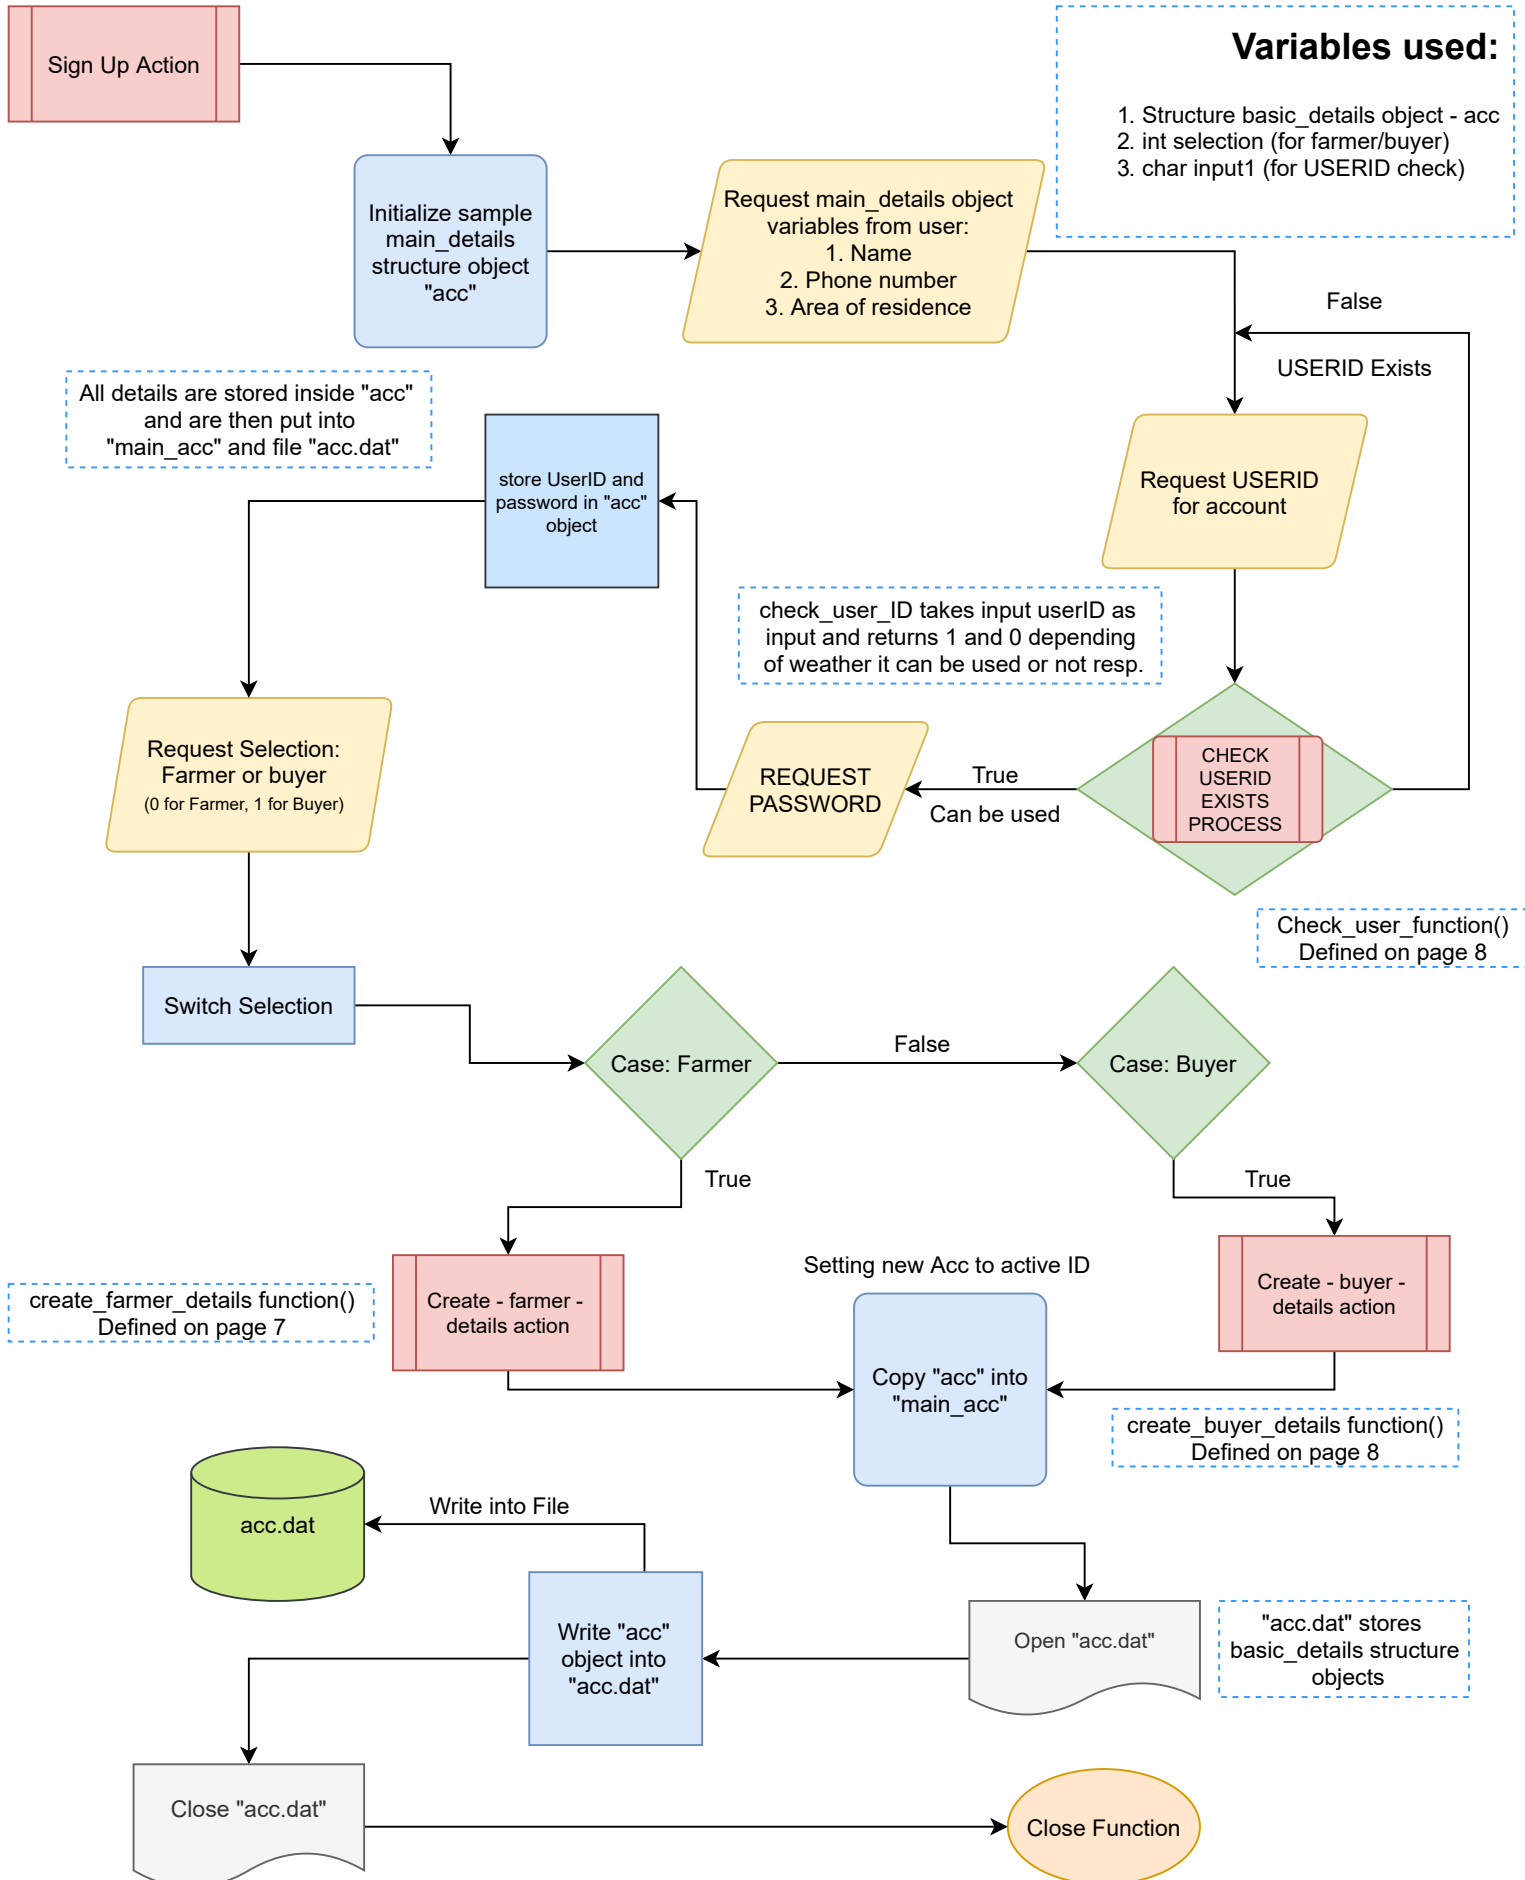 Sign Up Action
Variables used:
1. Structure basic_details object - acc
2. int selection (for farmer/buyer)
3. char input1 (for USERID check)
Initialize sample
main_details
structure object
"acc"
Request main_details object
variables from user:
1. Name
2. Phone number
3. Area of residence
False
USERID Exists
All details are stored inside "acc"
and are then put into
"main_acc" and file "acc.dat"
store UserID and
password in "acc"
object
Request USERID
for account
check_user_ID takes input userID as
input and returns 1 and 0 depending
of weather it can be used or not resp.
Request Selection:
Farmer or buyer
(0 for Farmer, 1 for Buyer)
REQUEST
PASSWORD
True
Can be used
CHECK
USERID
EXISTS
PROCESS
Check_user_function()
Defined on page 8
Switch Selection
Case: Farmer
False
Case: Buyer
True
True
create_farmer_details function()
Defined on page 7
Create - farmer -
details action
Setting new Acc to active ID
Copy "acc" into
"main_acc"
Create - buyer -
details action
create_buyer_details function()
Defined on page 8
acc.dat
Write into File
Write "acc"
object into
"acc.dat"
Open "acc.dat"
"acc.dat" stores
basic_details structure
objects
Close "acc.dat"
Close Function